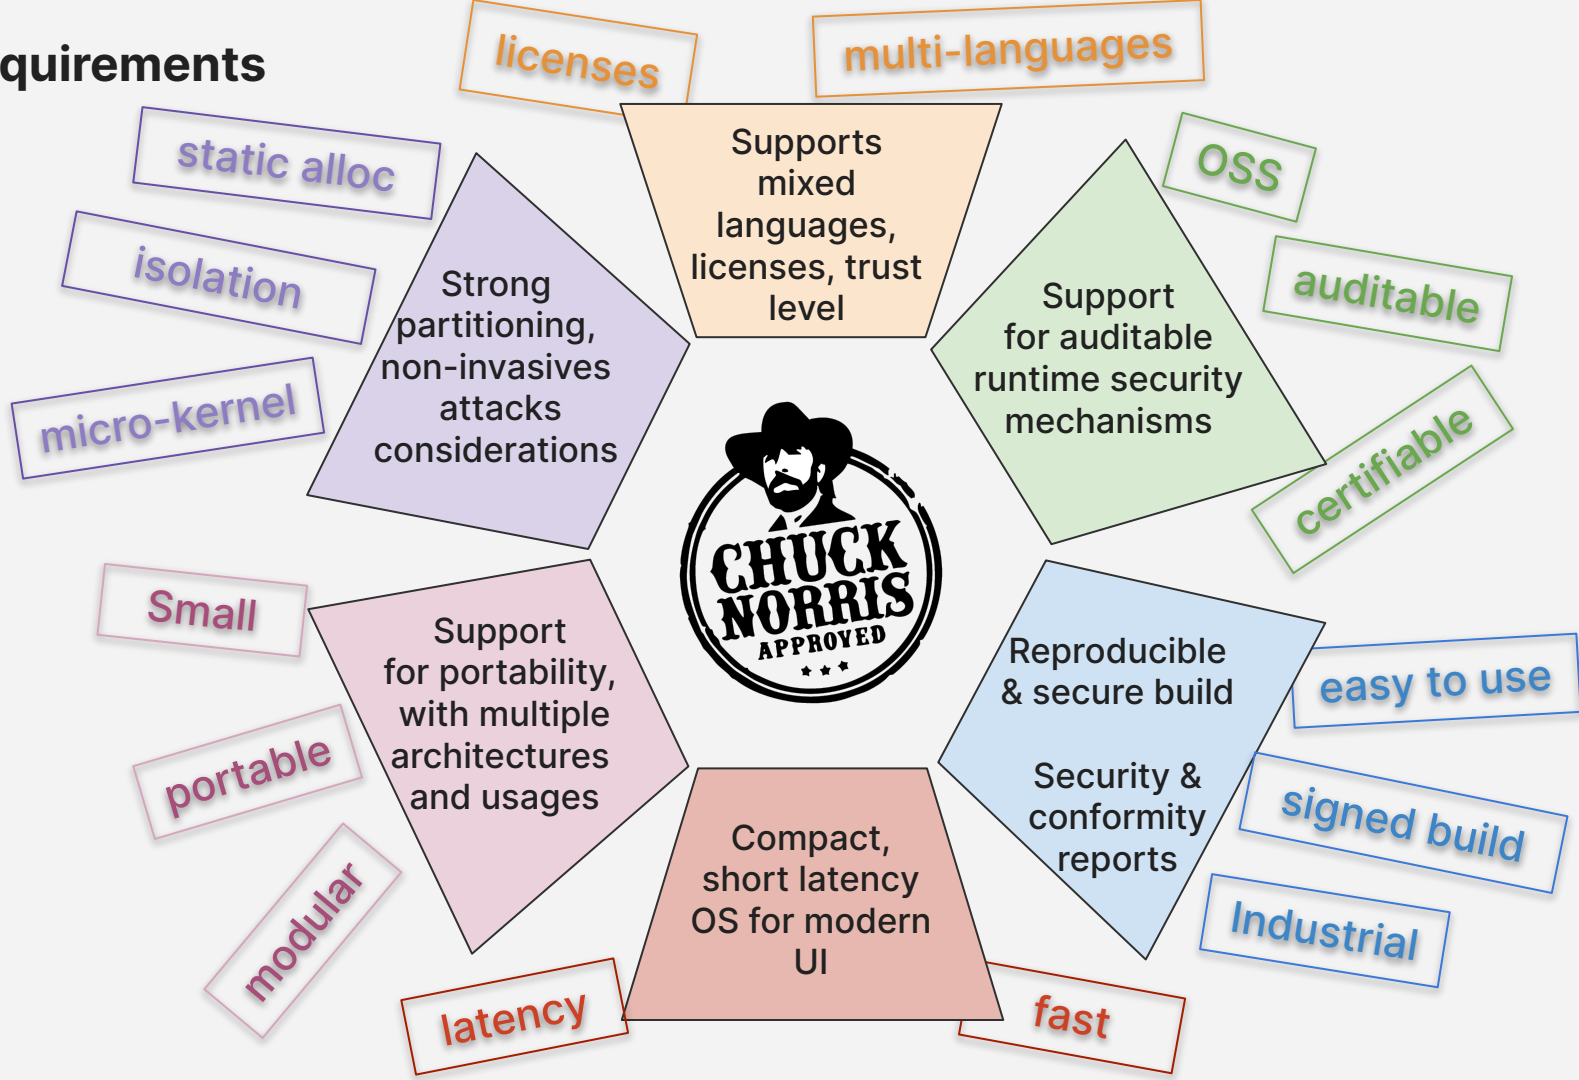 quirements
licenses
multi-languages
static alloc
isolation
micro-kernel
Strong
partitioning,
non-invasives
attacks
considerations
Supports
mixed
languages,
licenses, trust
level
Support
for auditable
runtime security
mechanisms
OSS
auditable
certifiable
CHUCK
NORRIS
APPROVED
Small
portable
modular
Support
for portability,
with multiple
architectures
and usages
Reproducible
& secure build
Security &
conformity
reports
easy to use
signed build
Industrial
Compact,
short latency
OS for modern
UI
latency
fast